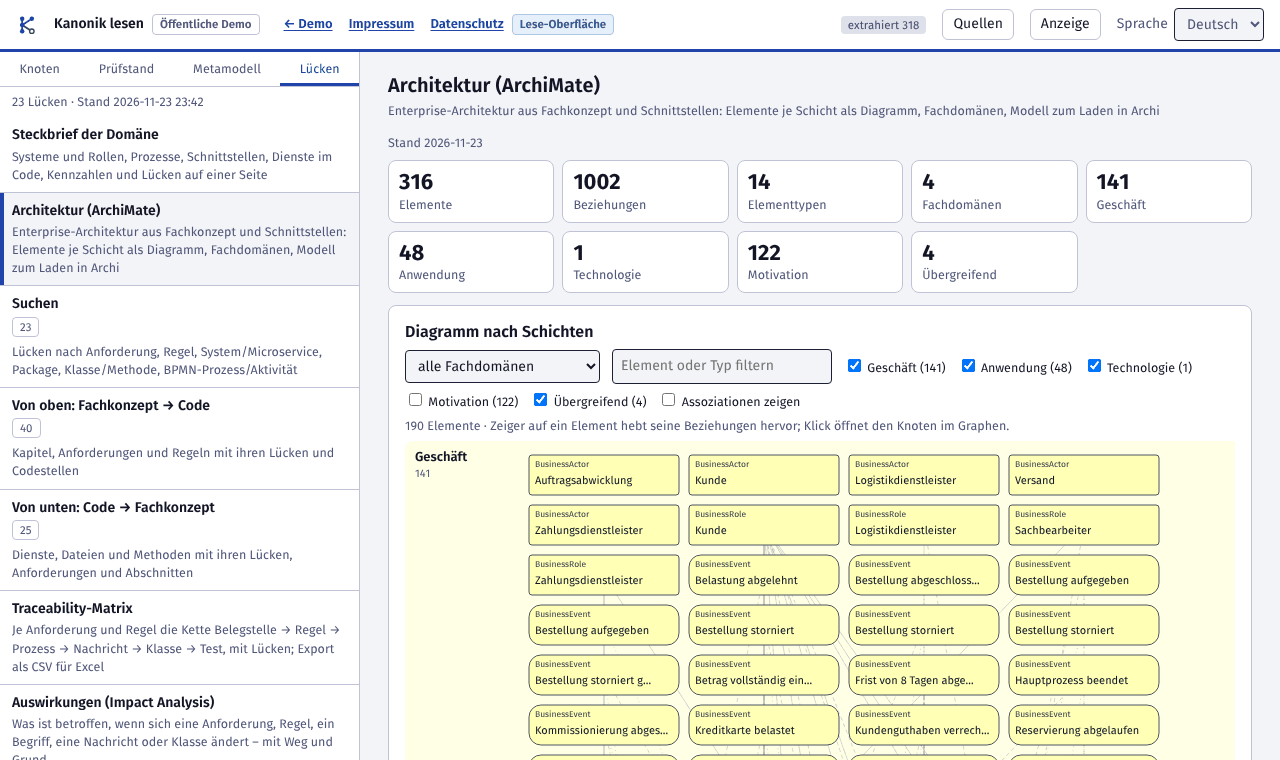 Kanonik lesen
Öffentliche Demo
← Demo
Impressum
Datenschutz
Lese-Oberfläche
extrahiert 318
Quellen
Anzeige
Sprache
Deutsch
Knoten
Prüfstand
Metamodell
Lücken
23 Lücken · Stand 2026-11-23 23:42
Steckbrief der Domäne
Systeme und Rollen, Prozesse, Schnittstellen, Dienste im
Code, Kennzahlen und Lücken auf einer Seite
Architektur (ArchiMate)
Enterprise-Architektur aus Fachkonzept und Schnittstellen:
Elemente je Schicht als Diagramm, Fachdomänen, Modell
zum Laden in Archi
Suchen
23
Lücken nach Anforderung, Regel, System/Microservice,
Package, Klasse/Methode, BPMN-Prozess/Aktivität
Von oben: Fachkonzept → Code
40
Kapitel, Anforderungen und Regeln mit ihren Lücken und
Codestellen
Von unten: Code → Fachkonzept
25
Dienste, Dateien und Methoden mit ihren Lücken,
Anforderungen und Abschnitten
Traceability-Matrix
Je Anforderung und Regel die Kette Belegstelle → Regel →
Prozess → Nachricht → Klasse → Test, mit Lücken; Export
als CSV für Excel
Auswirkungen (Impact Analysis)
Was ist betroffen, wenn sich eine Anforderung, Regel, ein
Begriff, eine Nachricht oder Klasse ändert – mit Weg und
Grund
Architektur (ArchiMate)
Enterprise-Architektur aus Fachkonzept und Schnittstellen: Elemente je Schicht als Diagramm, Fachdomänen, Modell zum Laden in Archi
Stand 2026-11-23
316
Elemente
1002
Beziehungen
14
Elementtypen
4
Fachdomänen
141
Geschäft
48
Anwendung
1
Technologie
122
Motivation
4
Übergreifend
Diagramm nach Schichten
alle Fachdomänen
Element oder Typ filtern
Geschäft (141)
Anwendung (48)
Technologie (1)
Motivation (122)
Übergreifend (4)
Assoziationen zeigen
190 Elemente · Zeiger auf ein Element hebt seine Beziehungen hervor; Klick öffnet den Knoten im Graphen.
Geschäft
141
BusinessActor
Auftragsabwicklung
BusinessActor
Kunde
BusinessActor
Logistikdienstleister
BusinessActor
Versand
BusinessActor
Zahlungsdienstleister
BusinessRole
Kunde
BusinessRole
Logistikdienstleister
BusinessRole
Sachbearbeiter
BusinessRole
Zahlungsdienstleister
BusinessEvent
Belastung abgelehnt
BusinessEvent
Bestellung abgeschloss…
BusinessEvent
Bestellung aufgegeben
BusinessEvent
Bestellung aufgegeben
BusinessEvent
Bestellung storniert
BusinessEvent
Bestellung storniert
BusinessEvent
Bestellung storniert
BusinessEvent
Bestellung storniert g…
BusinessEvent
Betrag vollständig ein…
BusinessEvent
Frist von 8 Tagen abge…
BusinessEvent
Hauptprozess beendet
BusinessEvent
Kommissionierung abges…
BusinessEvent
Kreditkarte belastet
BusinessEvent
Kundenguthaben verrech…
BusinessEvent
Reservierung abgelaufen